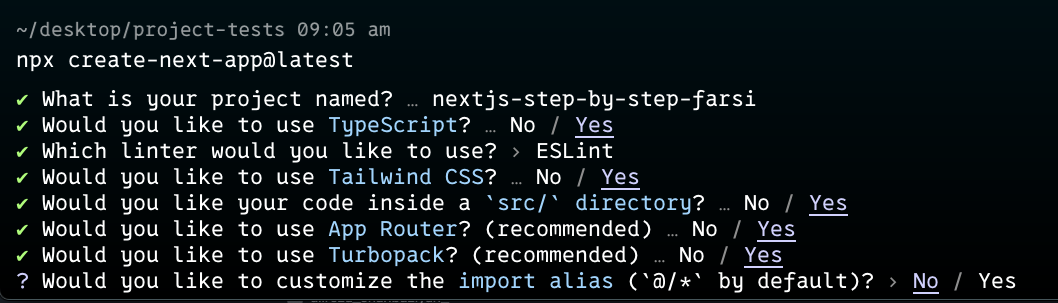 ~/desktop/project-tests 09:05 am
npx create-next-app@latest
✔ What is your project named? … nextjs-step-by-step-farsi
✔ Would you like to use TypeScript? … No / Yes
✔ Which linter would you like to use? › ESLint
✔ Would you like to use Tailwind CSS? … No / Yes
✔ Would you like your code inside a `src/` directory? … No / Yes
✔ Would you like to use App Router? (recommended) … No / Yes
✔ Would you like to use Turbopack? (recommended) … No / Yes
? Would you like to customize the import alias (`@/*` by default)? › No / Yes